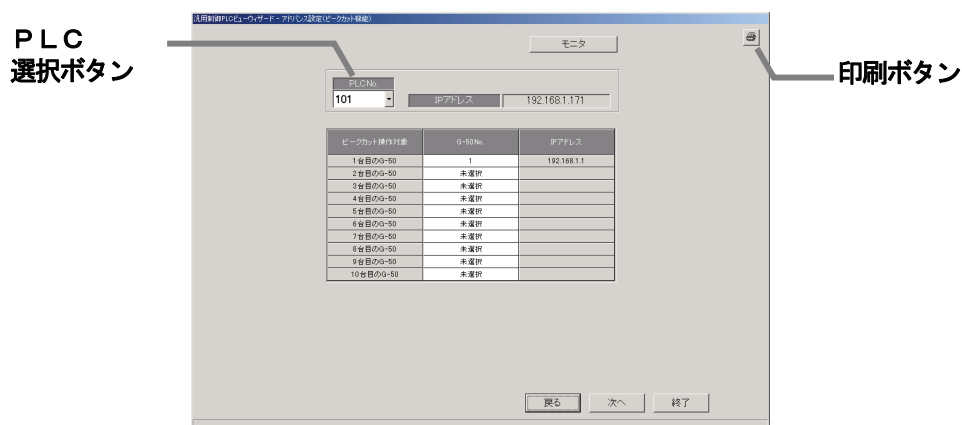 汎用制御PLCビューウィザード - アドバンス設定(ピークカット機能)
PLC
選択ボタン
モニタ
印刷ボタン
PLCNo.
101
IPアドレス
192.168.1.171
ピークカット操作対象 G-50No. IPアドレス
1台目のG-50 1 192.168.1.1
2台目のG-50 未選択
3台目のG-50 未選択
4台目のG-50 未選択
5台目のG-50 未選択
6台目のG-50 未選択
7台目のG-50 未選択
8台目のG-50 未選択
9台目のG-50 未選択
10台目のG-50 未選択
戻る 次へ 終了